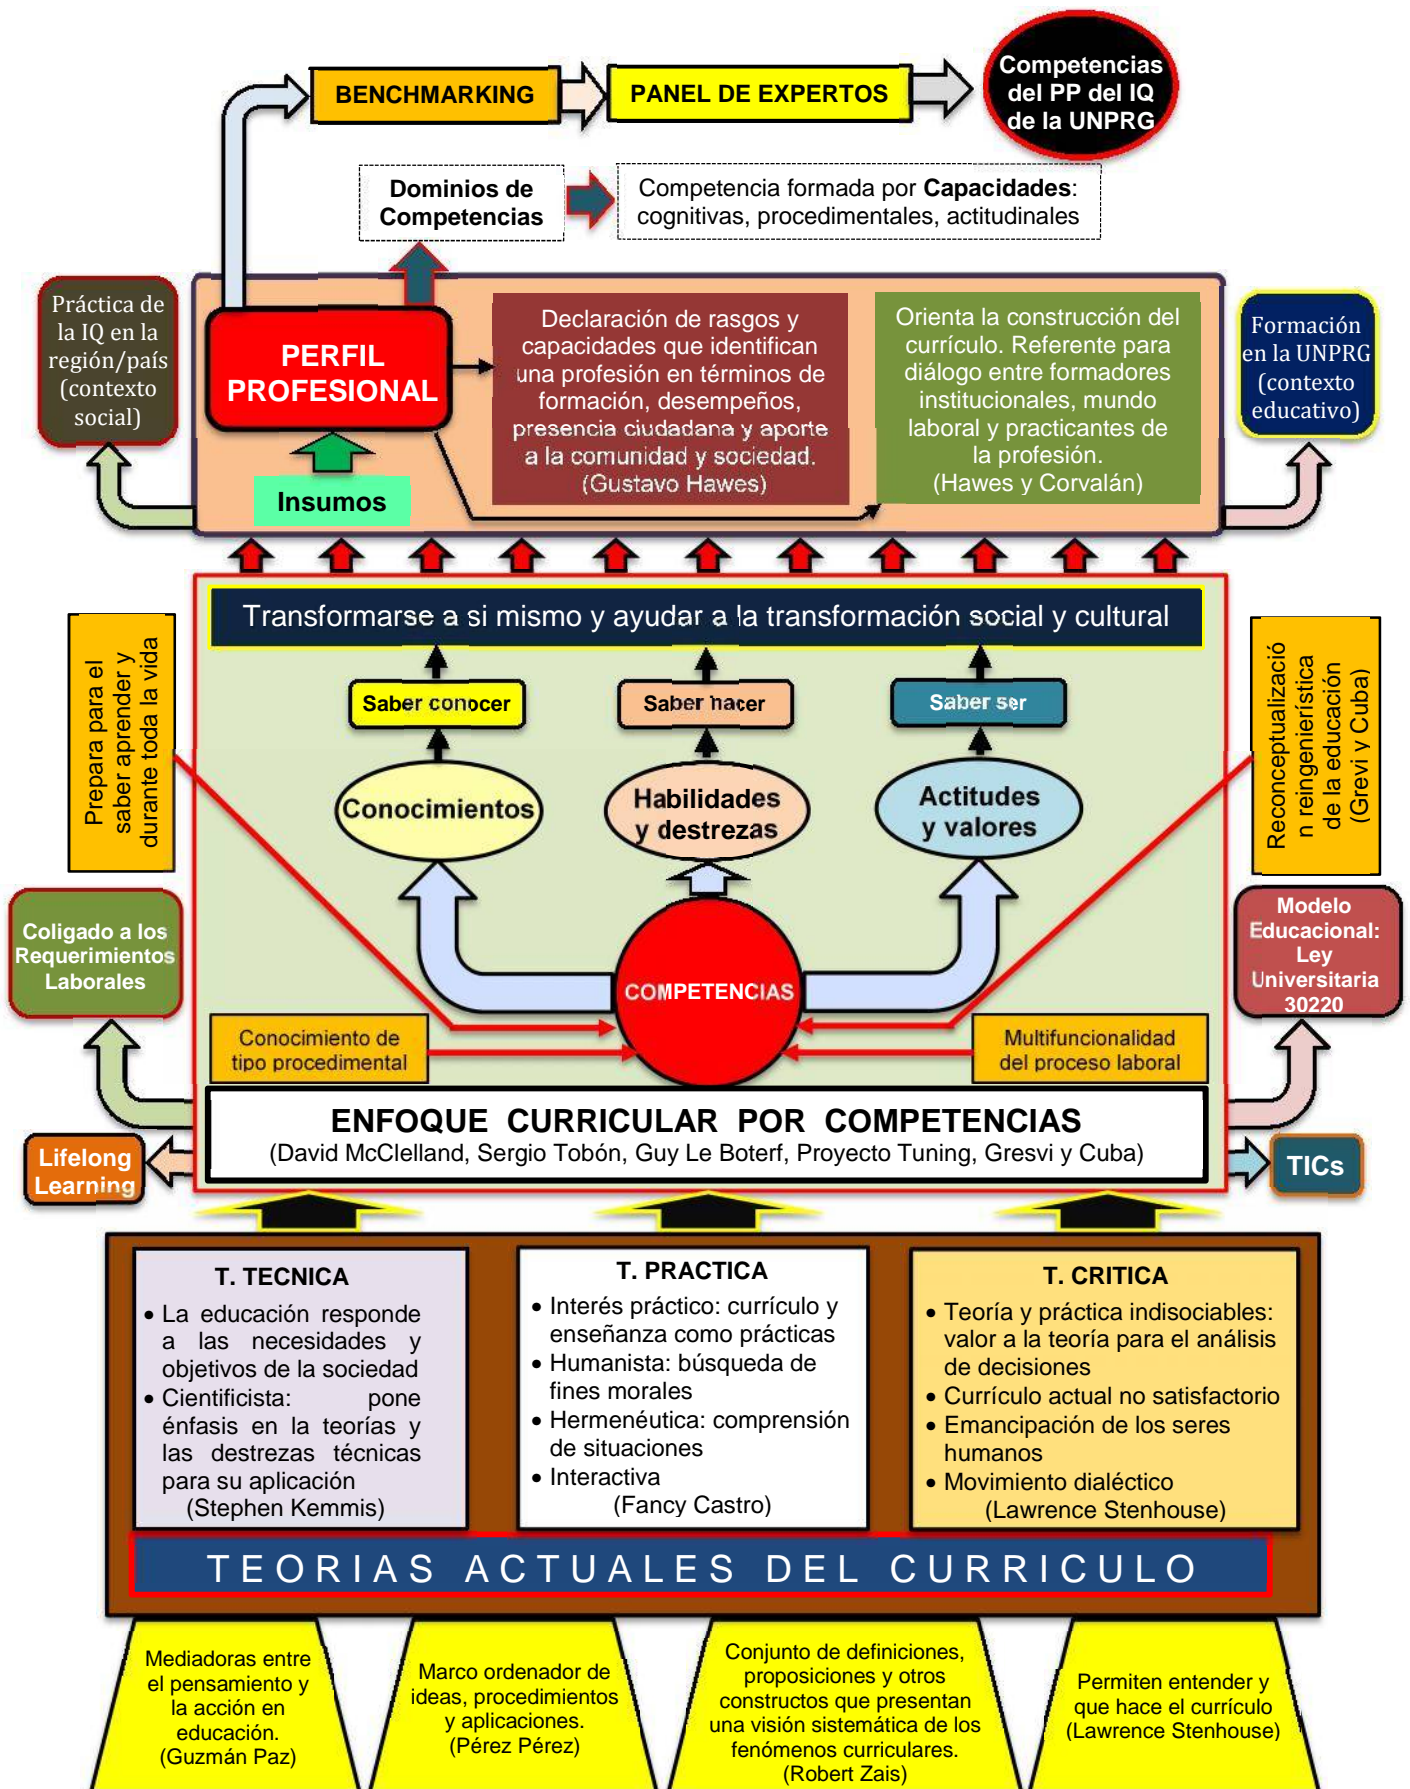 BENCHMARKING
PANEL DE EXPERTOS
Competencias
del PP del IQ
de la UNPRG
Dominios de
Competencias
Competencia formada por Capacidades:
cognitivas, procedimentales, actitudinales
Práctica de
la IQ en la
región/país
(contexto
social)
PERFIL
PROFESIONAL
Insumos
Declaración de rasgos y
capacidades que identifican
una profesión en términos de
formación, desempeños,
presencia ciudadana y aporte
a la comunidad y sociedad.
(Gustavo Hawes)
Orienta la construcción del
currículo. Referente para
diálogo entre formadores
institucionales, mundo
laboral y practicantes de
la profesión.
(Hawes y Corvalán)
Formación
en la UNPRG
(contexto
educativo)
Transformarse a si mismo y ayudar a la transformación social y cultural
Prepara para el
saber aprender y
durante toda la vida
Saber conocer
Saber hacer
Saber ser
Reconceptualizació
n reingenierística
de la educación
(Grevi y Cuba)
Conocimientos
Habilidades
y destrezas
Actitudes
y valores
Coligado a los
Requerimientos
Laborales
Modelo
Educacional:
Ley
Universitaria
30220
COMPETENCIAS
Conocimiento de
tipo procedimental
Multifuncionalidad
del proceso laboral
ENFOQUE CURRICULAR POR COMPETENCIAS
(David McClelland, Sergio Tobón, Guy Le Boterf, Proyecto Tuning, Gresvi y Cuba)
Lifelong
Learning
TICs
T. TECNICA
• La educación responde
a las necesidades y
objetivos de la sociedad
• Cientificista: pone
énfasis en la teorías y
las destrezas técnicas
para su aplicación
(Stephen Kemmis)
T. PRACTICA
• Interés práctico: currículo y
enseñanza como prácticas
• Humanista: búsqueda de
fines morales
• Hermenéutica: comprensión
de situaciones
• Interactiva
(Fancy Castro)
T. CRITICA
• Teoría y práctica indisociables:
valor a la teoría para el análisis
de decisiones
• Currículo actual no satisfactorio
• Emancipación de los seres
humanos
• Movimiento dialéctico
(Lawrence Stenhouse)
TEORIAS ACTUALES DEL CURRICULO
Mediadoras entre
el pensamiento y
la acción en
educación.
(Guzmán Paz)
Marco ordenador de
ideas, procedimientos
y aplicaciones.
(Pérez Pérez)
Conjunto de definiciones,
proposiciones y otros
constructos que presentan
una visión sistemática de los
fenómenos curriculares.
(Robert Zais)
Permiten entender y
que hace el currículo
(Lawrence Stenhouse)